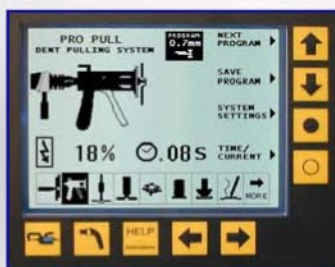 PRO PULL
DENT PULLING SYSTEM
PROGRAM
0.7mm
NEXT
PROGRAM
SAVE
PROGRAM
SYSTEM
SETTINGS
18%
.08S
TIME/
CURRENT
MORE
HELP